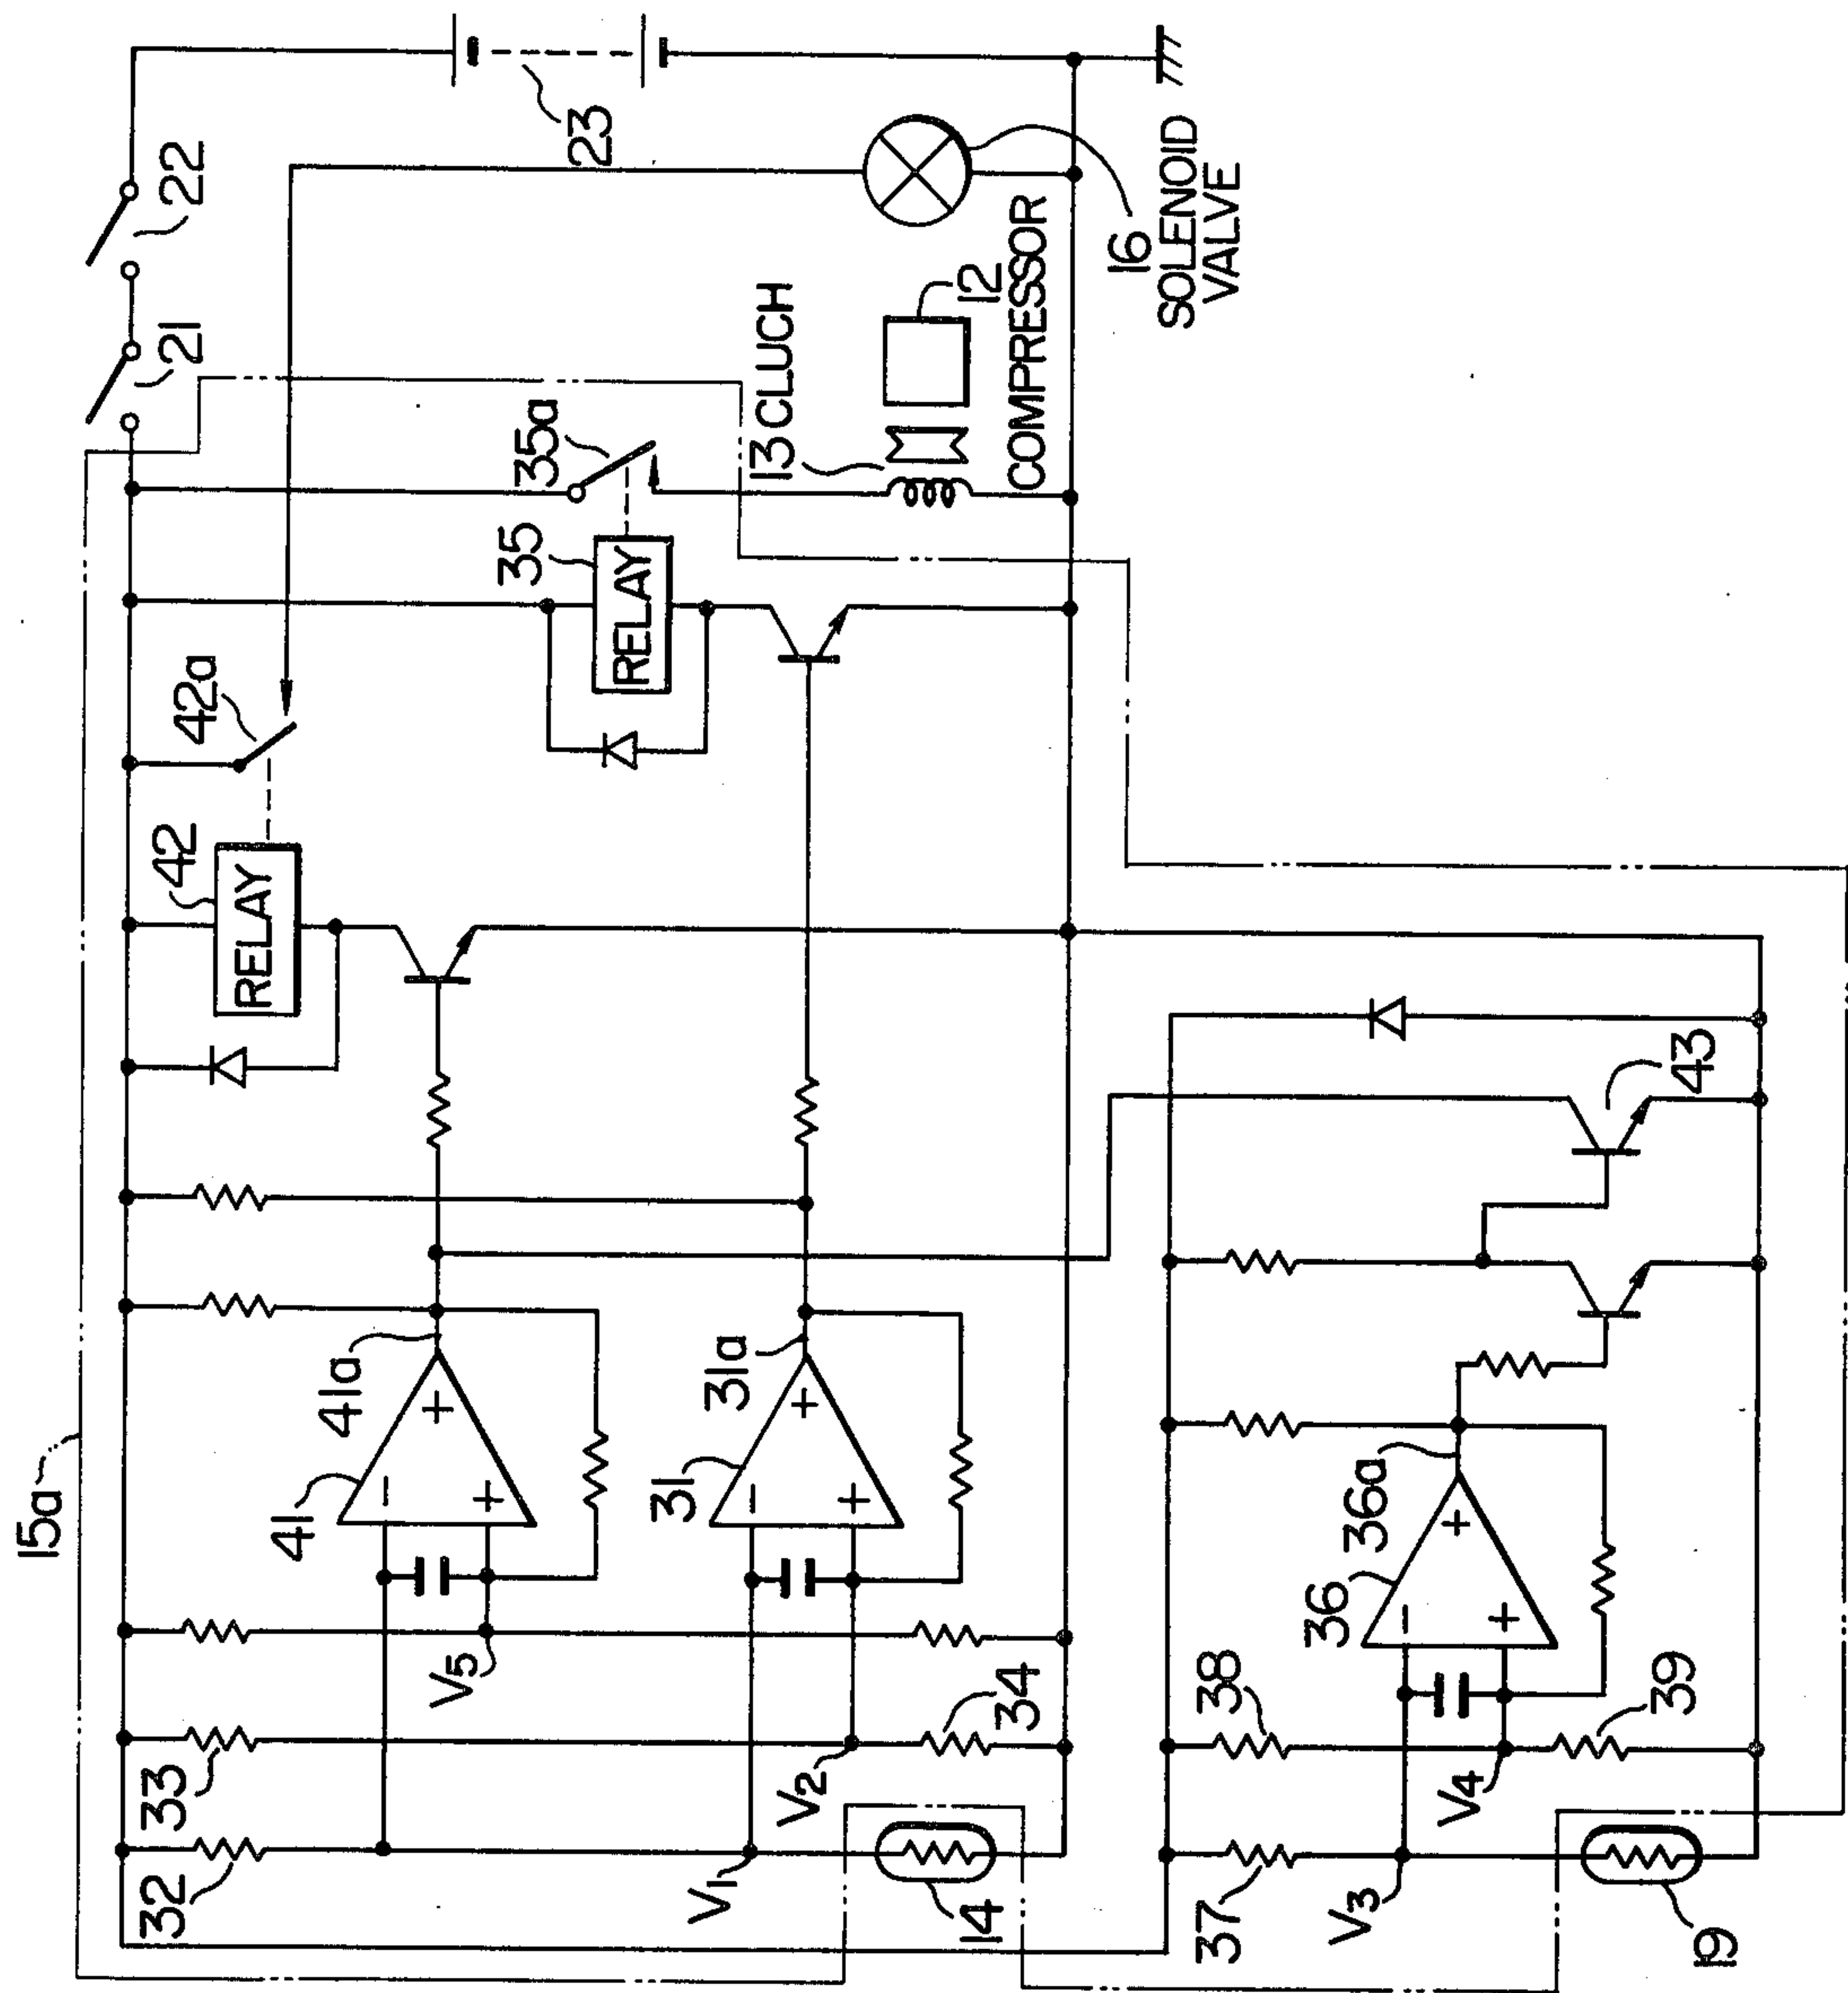 15a
22
21
23
42a
42
RELAY
35a
35
RELAY
13 CLUCH
12
COMPRESSOR
16
SOLENOID
VALVE
41a
41
-
+
+
31a
31
-
+
+
V5
33
32
34
V2
V1
14
43
36a
36
-
+
+
38
39
V4
37
V3
19